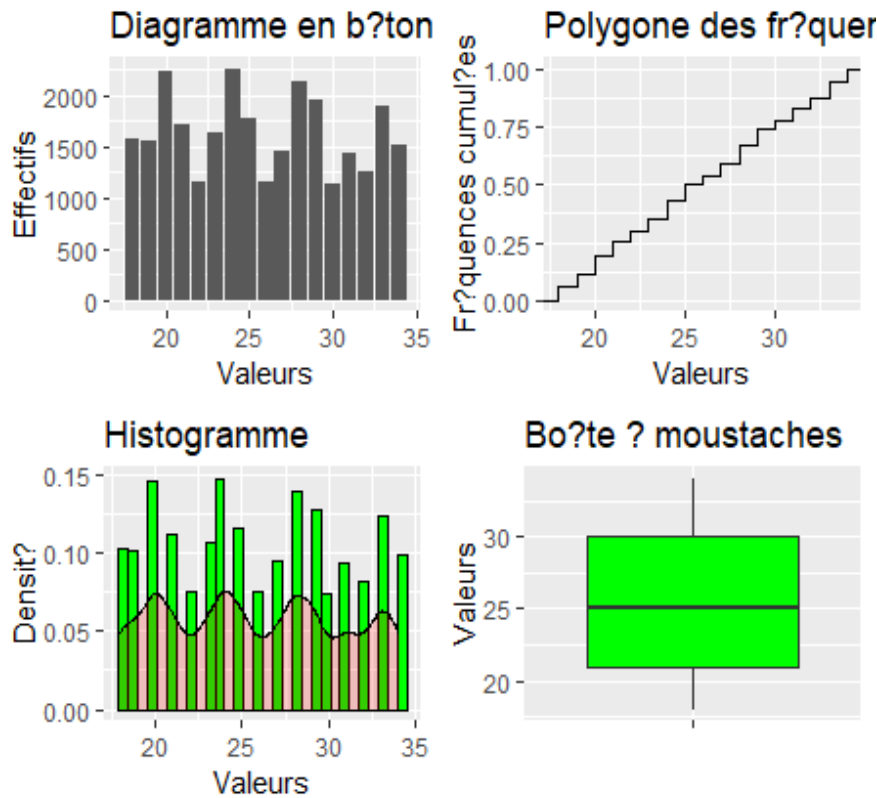 Diagramme en b?ton
Effectifs
2000
1500
1000
500
0
20
25
30
35
Valeurs
Polygone des fr?quer
Fr?quences cumul?es
1.00
0.75
0.50
0.25
0.00
20
25
30
Valeurs
Histogramme
Densit?
0.15
0.10
0.05
0.00
20
25
30
35
Valeurs
Bo?te ? moustaches
Valeurs
30
25
20